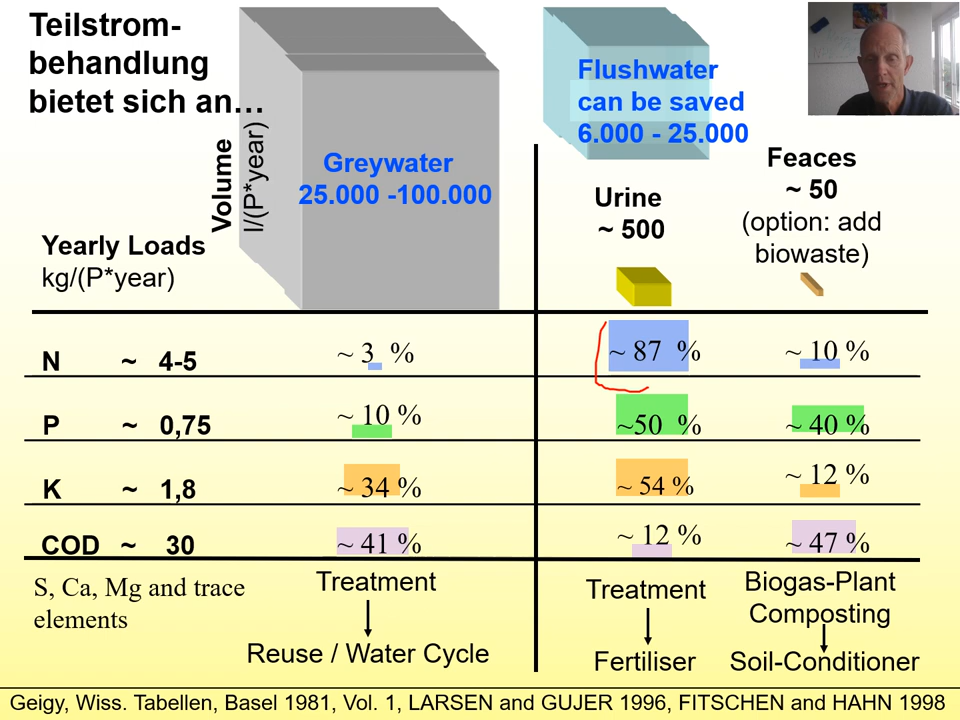 Teilstrom-
behandlung
bietet sich an…
Volume
l/(P*year)
Greywater
25.000 -100.000
Flushwater
can be saved
6.000 - 25.000
Urine
~ 500
Feaces
~ 50
(option: add
biowaste)
Yearly Loads
kg/(P*year)
N ~ 4-5 ~ 3 % ~ 87 % ~ 10 %
P ~ 0,75 ~ 10 % ~50 % ~ 40 %
K ~ 1,8 ~ 34 % ~ 54 % ~ 12 %
COD ~ 30 ~ 41 % ~ 12 % ~ 47 %
S, Ca, Mg and trace
elements
Treatment
Reuse / Water Cycle
Treatment
Fertiliser
Biogas-Plant
Composting
Soil-Conditioner
Geigy, Wiss. Tabellen, Basel 1981, Vol. 1, LARSEN and GUJER 1996, FITSCHEN and HAHN 1998